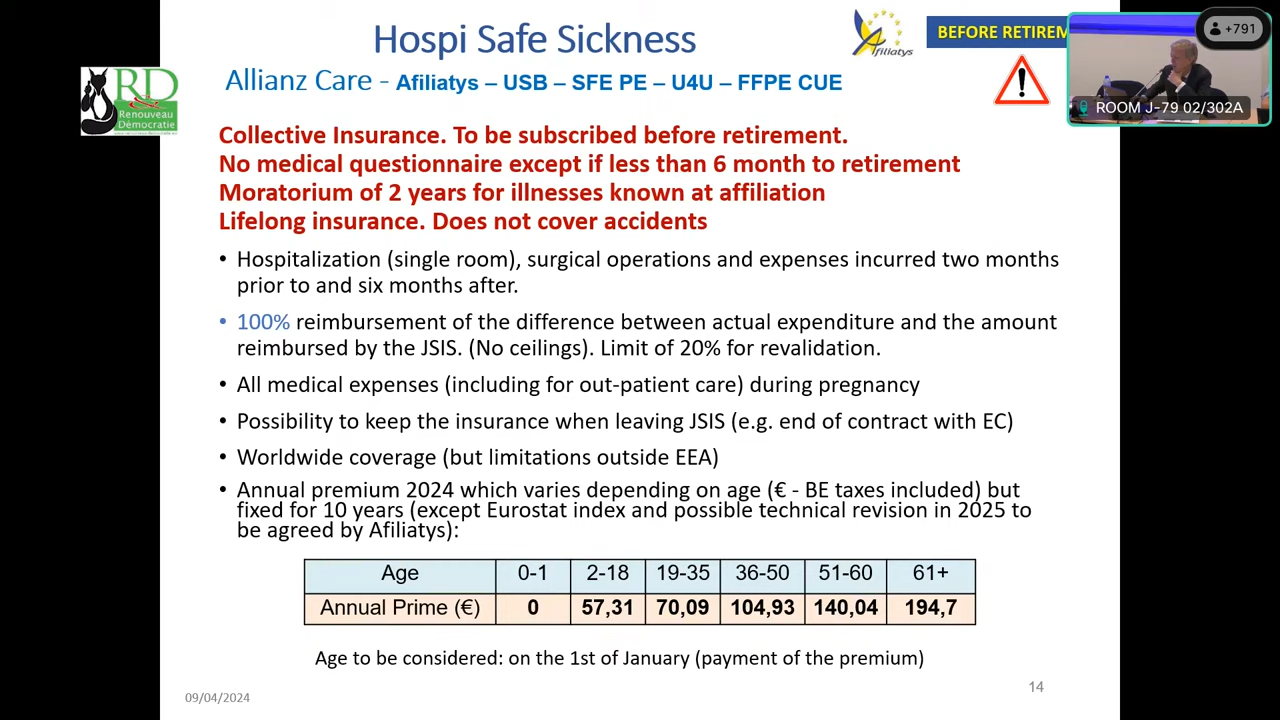 Hospi Safe Sickness
Afiliatys
BEFORE RETIREM
+791
Allianz Care - Afiliatys – USB – SFE PE – U4U – FFPE CUE
ROOM J-79 02/302A
RD
Renouveau
& Démocratie
Collective Insurance. To be subscribed before retirement.
No medical questionnaire except if less than 6 month to retirement
Moratorium of 2 years for illnesses known at affiliation
Lifelong insurance. Does not cover accidents
• Hospitalization (single room), surgical operations and expenses incurred two months
prior to and six months after.
• 100% reimbursement of the difference between actual expenditure and the amount
reimbursed by the JSIS. (No ceilings). Limit of 20% for revalidation.
• All medical expenses (including for out-patient care) during pregnancy
• Possibility to keep the insurance when leaving JSIS (e.g. end of contract with EC)
• Worldwide coverage (but limitations outside EEA)
• Annual premium 2024 which varies depending on age (€ - BE taxes included) but
fixed for 10 years (except Eurostat index and possible technical revision in 2025 to
be agreed by Afiliatys):
Age 0-1 2-18 19-35 36-50 51-60 61+
Annual Prime (€) 0 57,31 70,09 104,93 140,04 194,7
Age to be considered: on the 1st of January (payment of the premium)
09/04/2024
14